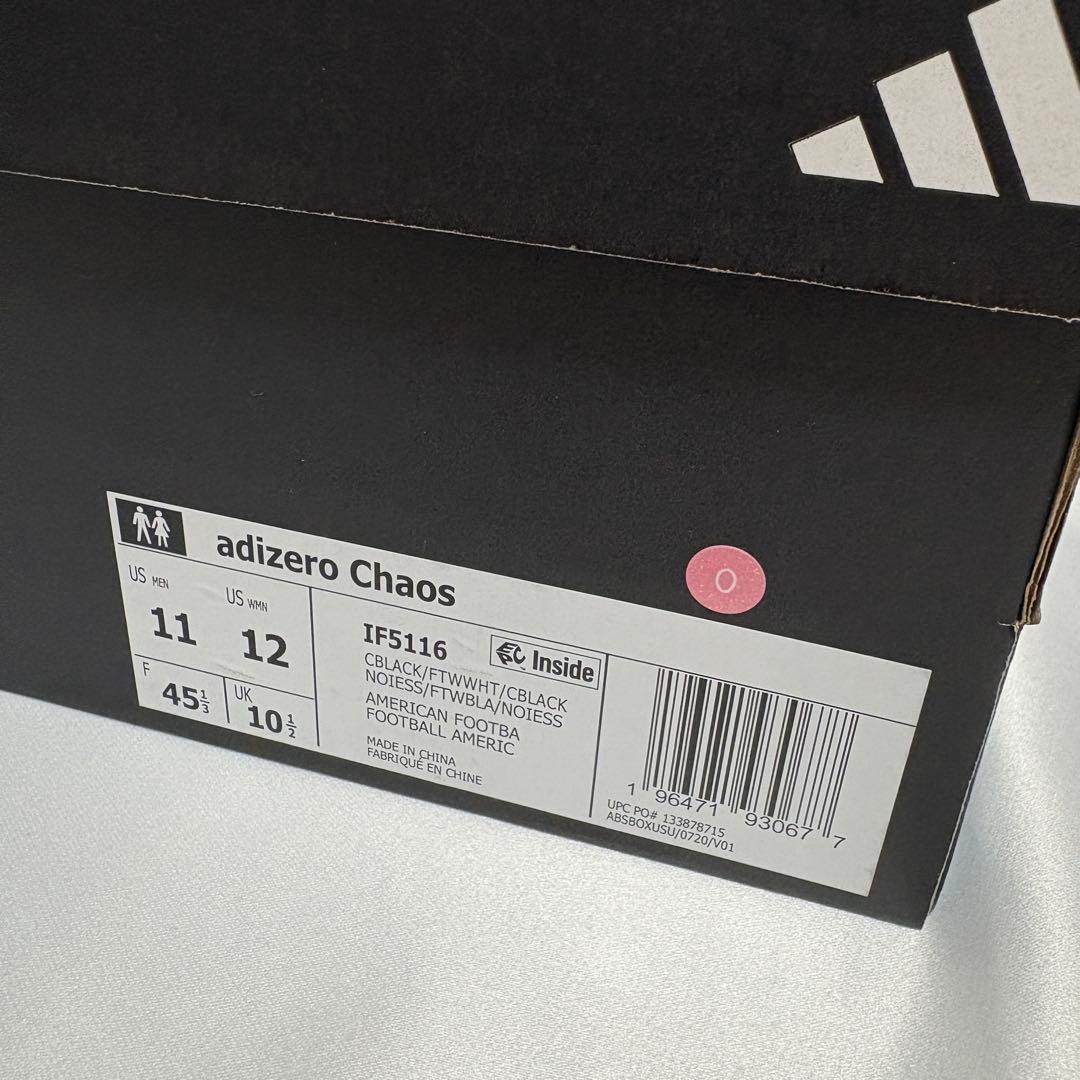 adizero Chaos
O
US MEN
11
US WMN
12
F
45 1/3
UK
10 1/2
IF5116
Inside
CBLACK/FTWWHT/CBLACK
NOIESS/FTWBLA/NOIESS
AMERICAN FOOTBA
FOOTBALL AMERIC
MADE IN CHINA
FABRIQUÉ EN CHINE
1 96471 93067 7
UPC PO# 133878715
ABSBOXUSU/0720/V01